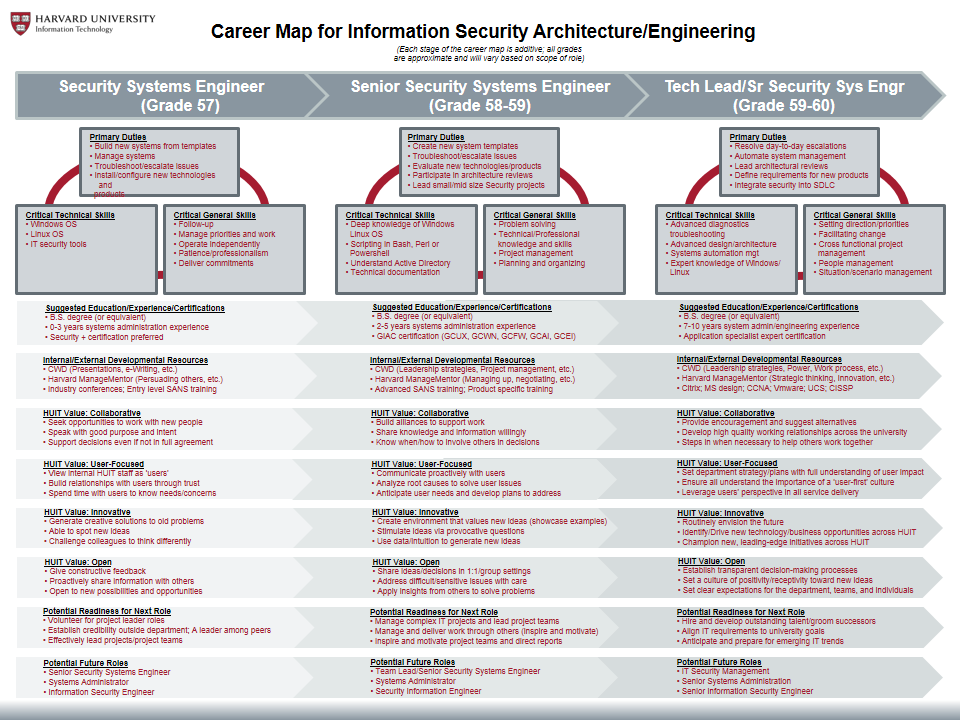 HARVARD UNIVERSITY
Information Technology
Career Map for Information Security Architecture/Engineering
(Each stage of the career map is additive; all grades
are approximate and will vary based on scope of role)
Security Systems Engineer
(Grade 57)
Senior Security Systems Engineer
(Grade 58-59)
Tech Lead/Sr Security Sys Engr
(Grade 59-60)
Primary Duties
• Build new systems from templates
• Manage systems
• Troubleshoot/escalate issues
• Install/configure new technologies
and
products
Primary Duties
• Create new system templates
• Troubleshoot/escalate issues
• Evaluate new technologies/products
• Participate in architecture reviews
• Lead small/mid size Security projects
Primary Duties
• Resolve day-to-day escalations
• Automate system management
• Lead architectural reviews
• Define requirements for new products
• Integrate security into SDLC
Critical Technical Skills
• Windows OS
• Linux OS
• IT security tools
Critical General Skills
• Follow-up
• Manage priorities and work
• Operate independently
• Patience/professionalism
• Deliver commitments
Critical Technical Skills
• Deep knowledge of Windows
Linux OS
• Scripting in Bash, Perl or
Powershell
• Understand Active Directory
• Technical documentation
Critical General Skills
• Problem solving
• Technical/Professional
knowledge and skills
• Project management
• Planning and organizing
Critical Technical Skills
• Advanced diagnostics
troubleshooting
• Advanced design/architecture
• Systems automation mgt
• Expert knowledge of Windows/
Linux
Critical General Skills
• Setting direction/priorities
• Facilitating change
• Cross functional project
management
• People management
• Situation/scenario management
Suggested Education/Experience/Certifications
• B.S. degree (or equivalent)
• 0-3 years systems administration experience
• Security + certification preferred
Suggested Education/Experience/Certifications
• B.S. degree (or equivalent)
• 2-5 years systems administration experience
• GIAC certification (GCUX, GCWN, GCFW, GCAI, GCEI)
Suggested Education/Experience/Certifications
• B.S. degree (or equivalent)
• 7-10 years system admin/engineering experience
• Application specialist expert certification
Internal/External Developmental Resources
• CWD (Presentations, e-Writing, etc.)
• Harvard ManageMentor (Persuading others, etc.)
• Industry conferences; Entry level SANS training
Internal/External Developmental Resources
• CWD (Leadership strategies, Project management, etc.)
• Harvard ManageMentor (Managing up, negotiating, etc.)
• Advanced SANS training; Product specific training
Internal/External Developmental Resources
• CWD (Leadership strategies, Power, Work process, etc.)
• Harvard ManageMentor (Strategic thinking, innovation, etc.)
• Citrix; MS design; CCNA; Vmware; UCS; CISSP
HUIT Value: Collaborative
• Seek opportunities to work with new people
• Speak with good purpose and intent
• Support decisions even if not in full agreement
HUIT Value: Collaborative
• Build alliances to support work
• Share knowledge and information willingly
• Know when/how to involve others in decisions
HUIT Value: Collaborative
• Provide encouragement and suggest alternatives
• Develop high quality working relationships across the university
• Steps in when necessary to help others work together
HUIT Value: User-Focused
• View internal HUIT staff as 'users'
• Build relationships with users through trust
• Spend time with users to know needs/concerns
HUIT Value: User-Focused
• Communicate proactively with users
• Analyze root causes to solve user issues
• Anticipate user needs and develop plans to address
HUIT Value: User-Focused
• Set department strategy/plans with full understanding of user impact
• Ensure all understand the importance of a 'user-first' culture
• Leverage users' perspective in all service delivery
HUIT Value: Innovative
• Generate creative solutions to old problems
• Able to spot new ideas
• Challenge colleagues to think differently
HUIT Value: Innovative
• Create environment that values new ideas (showcase examples)
• Stimulate ideas via provocative questions
• Use data/intuition to generate new ideas
HUIT Value: Innovative
• Routinely envision the future
• Identify/Drive new technology/business opportunities across HUIT
• Champion new, leading-edge initiatives across HUIT
HUIT Value: Open
• Give constructive feedback
• Proactively share information with others
• Open to new possibilities and opportunities
HUIT Value: Open
• Share ideas/decisions in 1:1/group settings
• Address difficult/sensitive issues with care
• Apply insights from others to solve problems
HUIT Value: Open
• Establish transparent decision-making processes
• Set a culture of positivity/receptivity toward new ideas
• Set clear expectations for the department, teams, and individuals
Potential Readiness for Next Role
• Volunteer for project leader roles
• Establish credibility outside department; A leader among peers
• Effectively lead projects/project teams
Potential Readiness for Next Role
• Manage complex IT projects and lead project teams
• Manage and deliver work through others (inspire and motivate)
• Inspire and motivate project teams and direct reports
Potential Readiness for Next Role
• Hire and develop outstanding talent/groom successors
• Align IT requirements to university goals
• Anticipate and prepare for emerging IT trends
Potential Future Roles
• Senior Security Systems Engineer
• Systems Administrator
• Information Security Engineer
Potential Future Roles
• Team Lead/Senior Security Systems Engineer
• Systems Administrator
• Security Information Engineer
Potential Future Roles
• IT Security Management
• Senior Systems Administration
• Senior Information Security Engineer